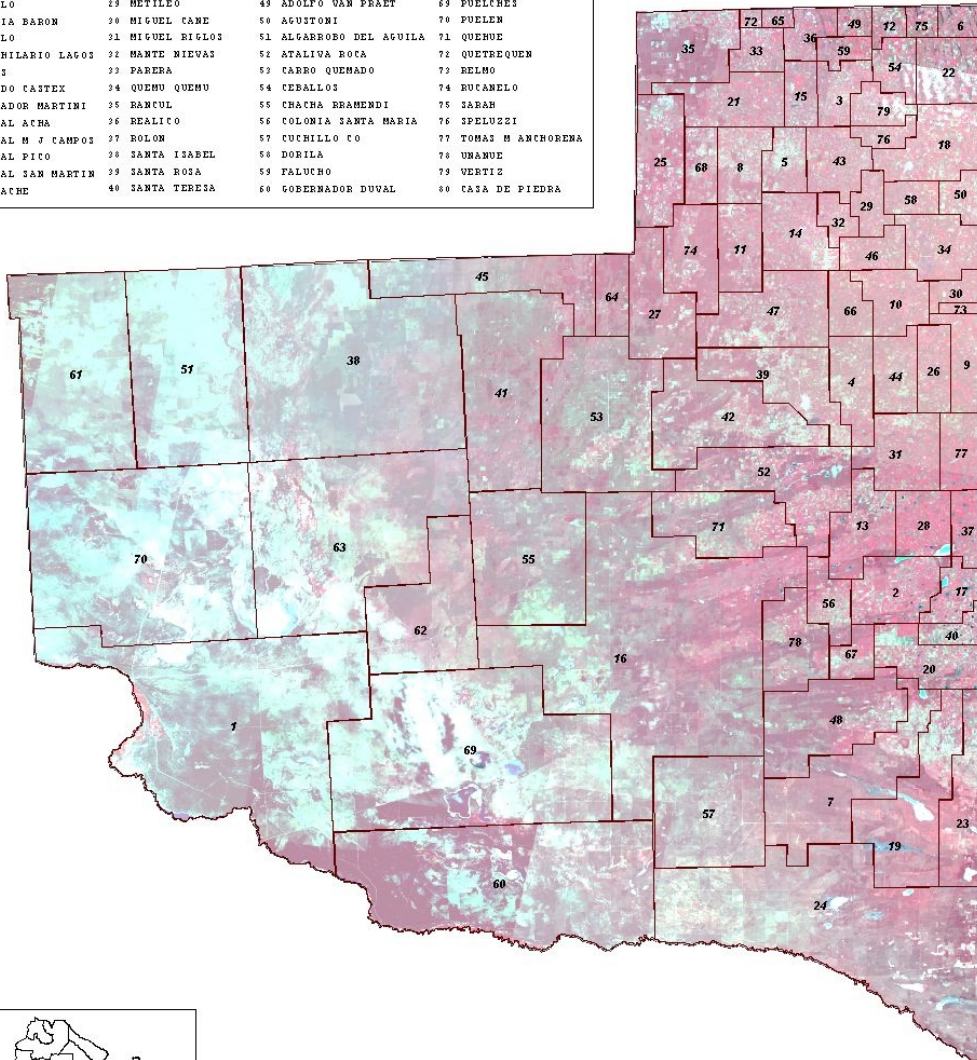 LO 29 METILEO 49 ADOLFO VAN PRAET 69 PUELCHES
IA BARON 30 MIGUEL CANE 50 AGUSTONI 70 PUELEN
LO 31 MIGUEL RIGLOS 51 ALGARROBO DEL AGUILA 71 QUEHUE
HILARIO LAGOS 32 MANTE NIEVAS 52 ATALIVA ROCA 72 QUETREQUEN
S 33 PARERA 53 CARRO QUEMADO 73 RELMO
DO CASTEX 34 QUEMU QUEMU 54 CEBALLOS 74 RUCANELO
ADOR MARTINI 35 RANCUL 55 CHACHA RRAMENDI 75 SARAH
AL ACHA 36 REALICO 56 COLONIA SANTA MARIA 76 SPELUZZI
AL M J CAMPOS 37 ROLON 57 CUCHILLO CO 77 TOMAS M ANCHORENA
AL PICO 38 SANTA ISABEL 58 DORILA 78 UNANUE
AL SAN MARTIN 39 SANTA ROSA 59 FALUCHO 79 VERTIZ
ACHE 40 SANTA TERESA 60 GOBERNADOR DUVAL 80 CASA DE PIEDRA
72 65 36 49 12 75 6
35 33 59 54 22
21 15 3 79
76 18
25 68 8 5 43
29 58 50
32
74 11 14 46 34
45
64 27 47 66 10 30
73
61 51 38 41 53 39 4 44 26 9
42
52 31 77
71 13 28 37
70 63 55
56 2 17
62 16 78 67 40
20
1 69 48
57 7 23
19
60 24